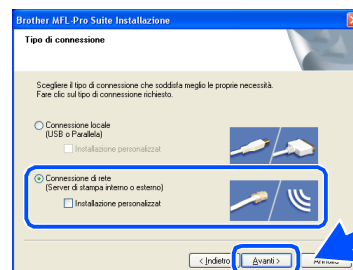 Brother MFL-Pro Suite Installazione
Tipo di connessione
Scegliere il tipo di connessione che soddisfa meglio le proprie necessità.
Fare clic sul tipo di connessione richiesto.
Connessione locale
(USB o Parallela)
Installazione personalizzat
Connessione di rete
(Server di stampa interno o esterno)
Installazione personalizzat
< Indietro
Avanti >